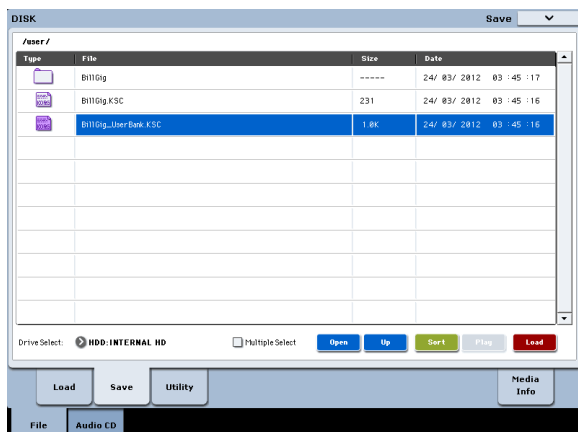 DISK Save
/user/
Type File Size Date
BillGig ----- 24/ 03/ 2012 03 :45 :17
BillGig.KSC 231 24/ 03/ 2012 03 :45 :16
BillGig_UserBank.KSC 1.0K 24/ 03/ 2012 03 :45 :16
Drive Select: HDD:INTERNAL HD Multiple Select Open Up Sort Plug Load
Load Save Utility Media Info
File Audio CD